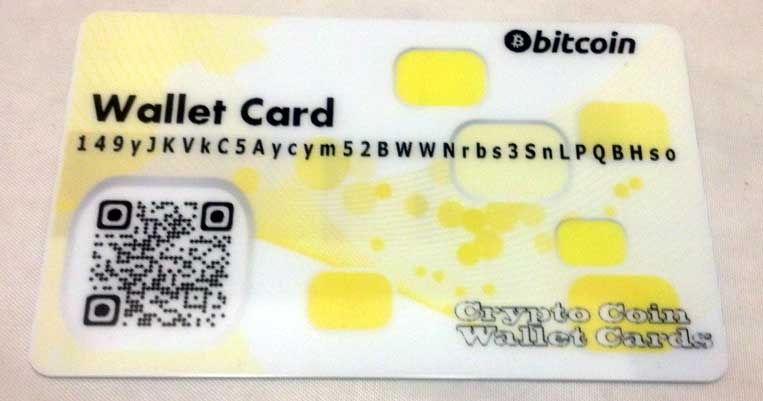 bitcoin
Wallet Card
149yJKVkC5Aycym52BWWNrbs3SnLPQBHso
Crypto Coin
Wallet Cards